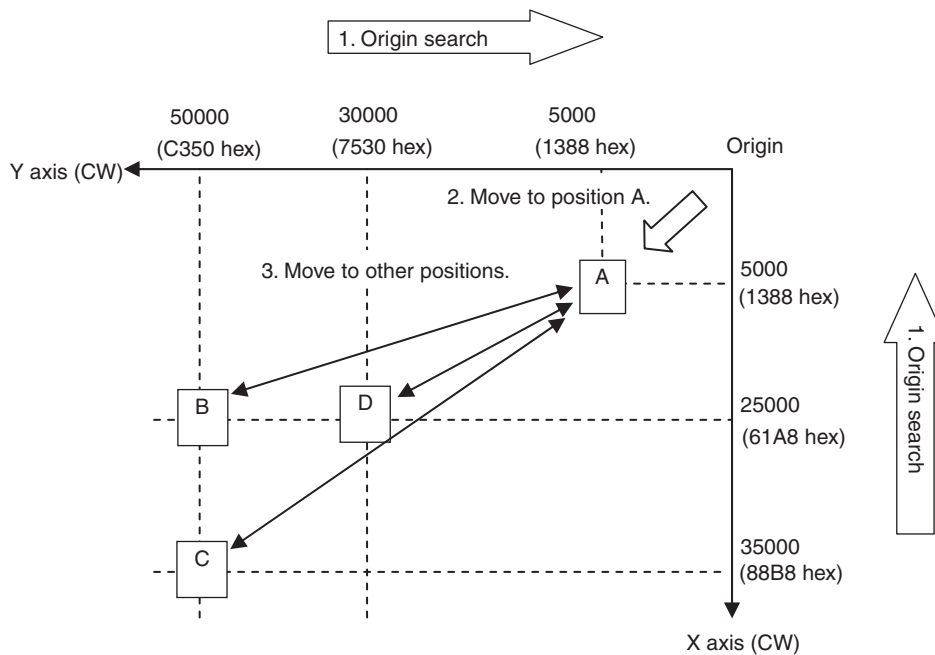 1. Origin search
50000
(C350 hex)
30000
(7530 hex)
5000
(1388 hex)
Origin
Y axis (CW)
2. Move to position A.
3. Move to other positions.
A
5000
(1388 hex)
1. Origin search
B
D
25000
(61A8 hex)
C
35000
(88B8 hex)
X axis (CW)